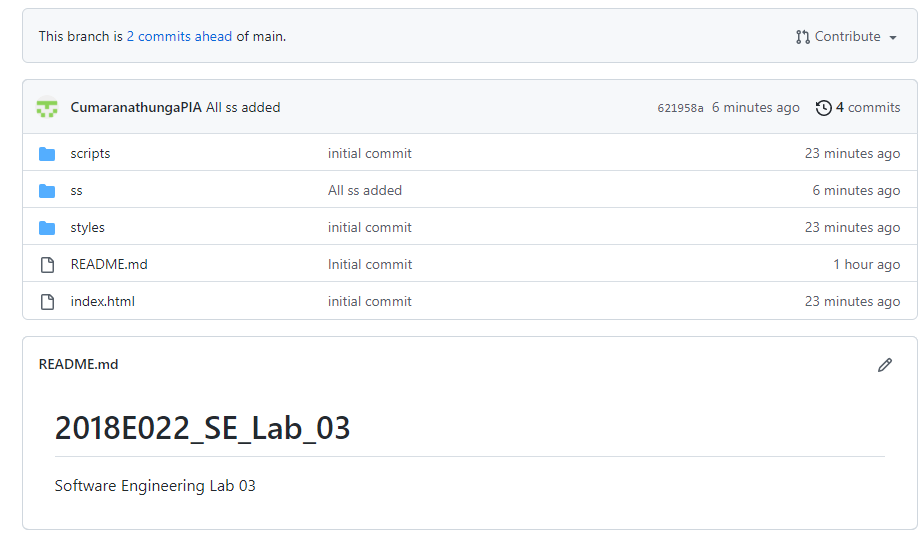 This branch is 2 commits ahead of main. Contribute
CumaranathungaPIA All ss added 621958a 6 minutes ago 4 commits
scripts initial commit 23 minutes ago
ss All ss added 6 minutes ago
styles initial commit 23 minutes ago
README.md Initial commit 1 hour ago
index.html initial commit 23 minutes ago
README.md
2018E022_SE_Lab_03
Software Engineering Lab 03